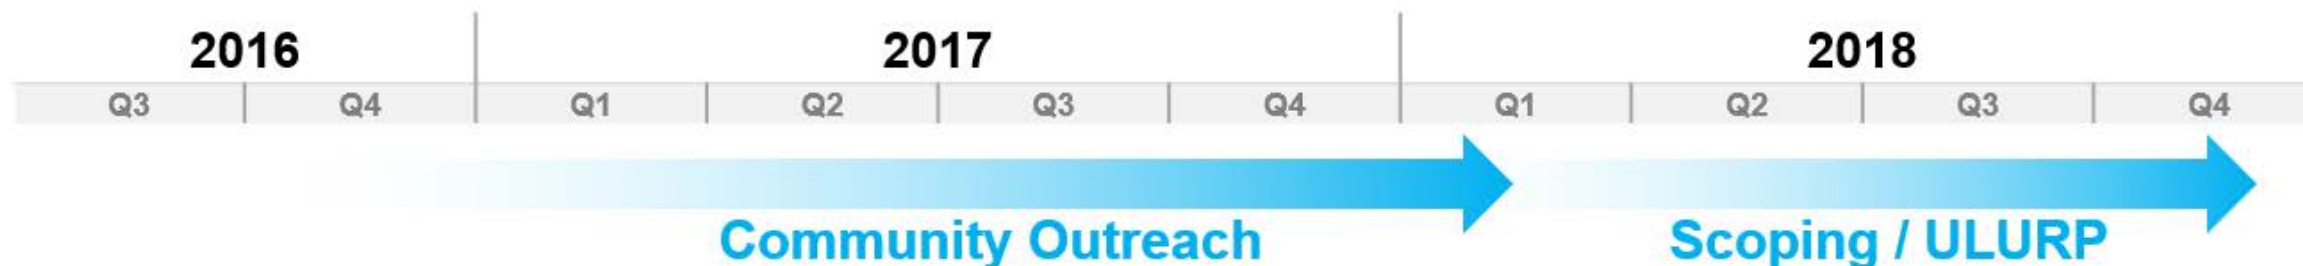 2016 2017 2018
Q3 Q4 Q1 Q2 Q3 Q4 Q1 Q2 Q3 Q4
Community Outreach Scoping / ULURP